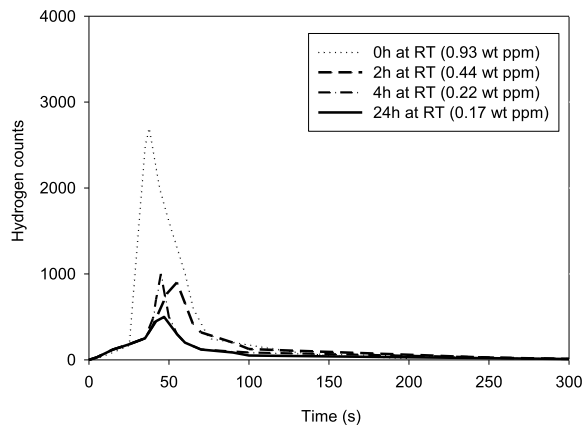 4000
3000
2000
1000
0
Hydrogen counts
0h at RT (0.93 wt ppm)
2h at RT (0.44 wt ppm)
4h at RT (0.22 wt ppm)
24h at RT (0.17 wt ppm)
0 50 100 150 200 250 300
Time (s)